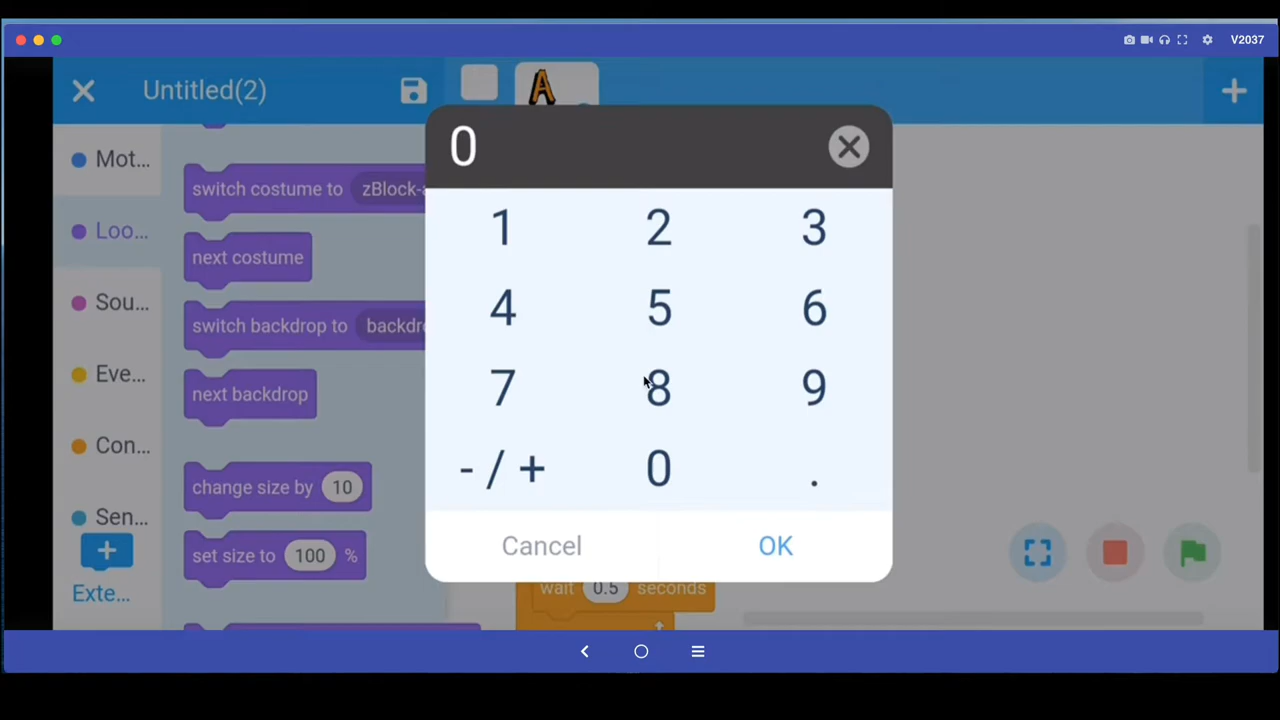 V2037
Untitled(2)
A
0
Mot...
switch costume to zBlock-a
1 2 3
Loo...
next costume
Sou...
4 5 6
switch backdrop to backdr
Eve...
next backdrop
7 8 9
Con...
- / + 0 .
change size by 10
Sen...
set size to 100 %
Cancel OK
Exte...
wait 0.5 seconds